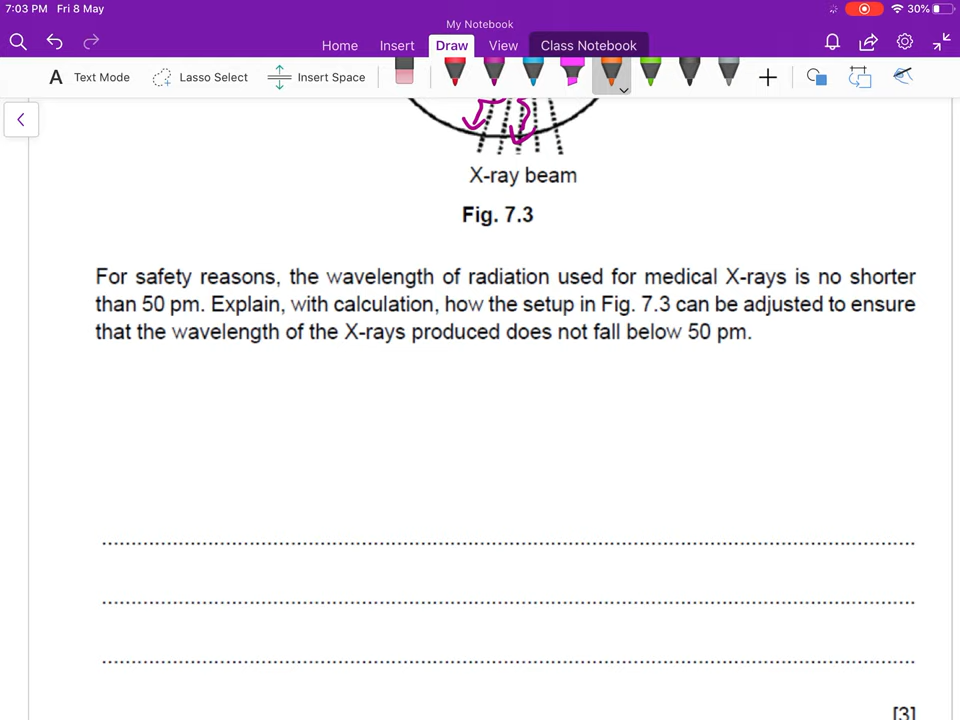 7:03 PM Fri 8 May
30%
My Notebook
Home Insert Draw View Class Notebook
A Text Mode Lasso Select Insert Space
X-ray beam
Fig. 7.3
For safety reasons, the wavelength of radiation used for medical X-rays is no shorter
than 50 pm. Explain, with calculation, how the setup in Fig. 7.3 can be adjusted to ensure
that the wavelength of the X-rays produced does not fall below 50 pm.
[3]